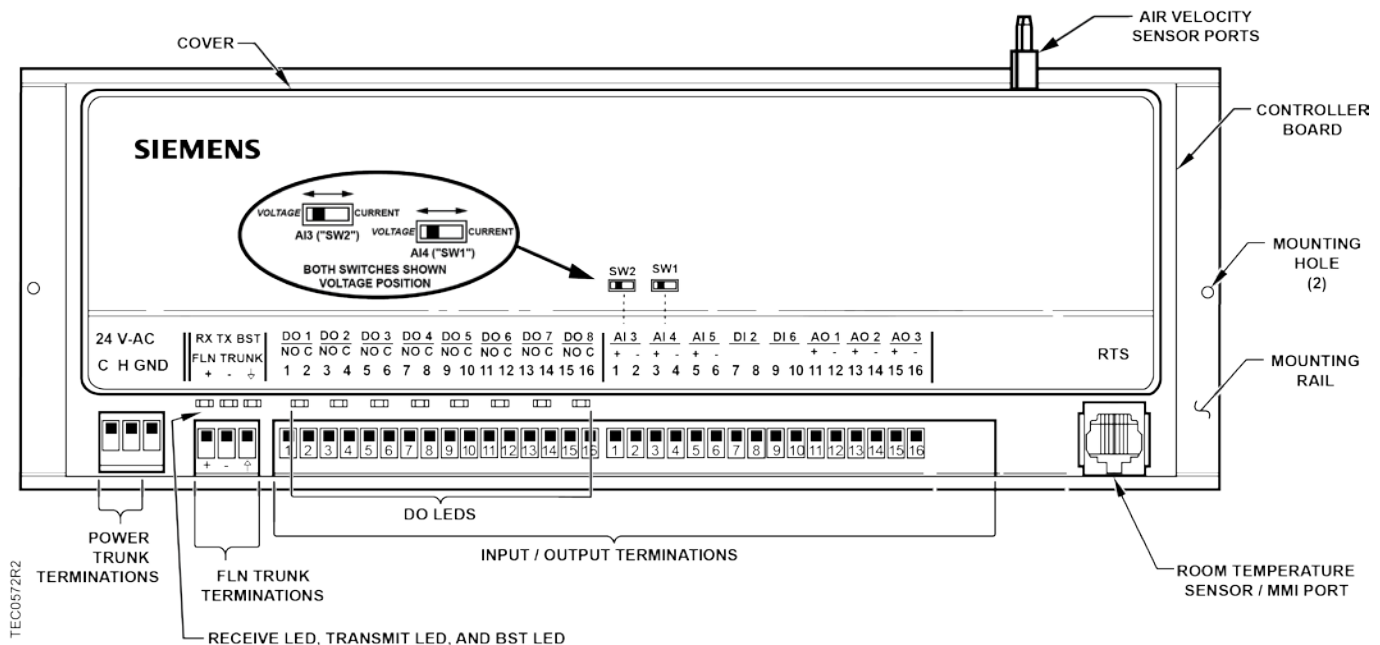 AIR VELOCITY
SENSOR PORTS
COVER
CONTROLLER
BOARD
SIEMENS
VOLTAGE CURRENT
AI3 ("SW2")
VOLTAGE CURRENT
AI4 ("SW1")
BOTH SWITCHES SHOWN
VOLTAGE POSITION
SW2 SW1
MOUNTING
HOLE
(2)
24 V-AC
C H GND
RX TX BST
FLN TRUNK
+ -
DO 1 DO 2 DO 3 DO 4 DO 5 DO 6 DO 7 DO 8
NO C NO C NO C NO C NO C NO C NO C NO C
1 2 3 4 5 6 7 8 9 10 11 12 13 14 15 16
AI 3 AI 4 AI 5 DI 2 DI 6 AO 1 AO 2 AO 3
+ - + - + - + - + - + -
1 2 3 4 5 6 7 8 9 10 11 12 13 14 15 16
RTS
MOUNTING
RAIL
+ -
1 2 3 4 5 6 7 8 9 10 11 12 13 14 15 16
1 2 3 4 5 6 7 8 9 10 11 12 13 14 15 16
DO LEDS
INPUT / OUTPUT TERMINATIONS
POWER
TRUNK
TERMINATIONS
FLN TRUNK
TERMINATIONS
ROOM TEMPERATURE
SENSOR / MMI PORT
RECEIVE LED, TRANSMIT LED, AND BST LED
TEC0572R2